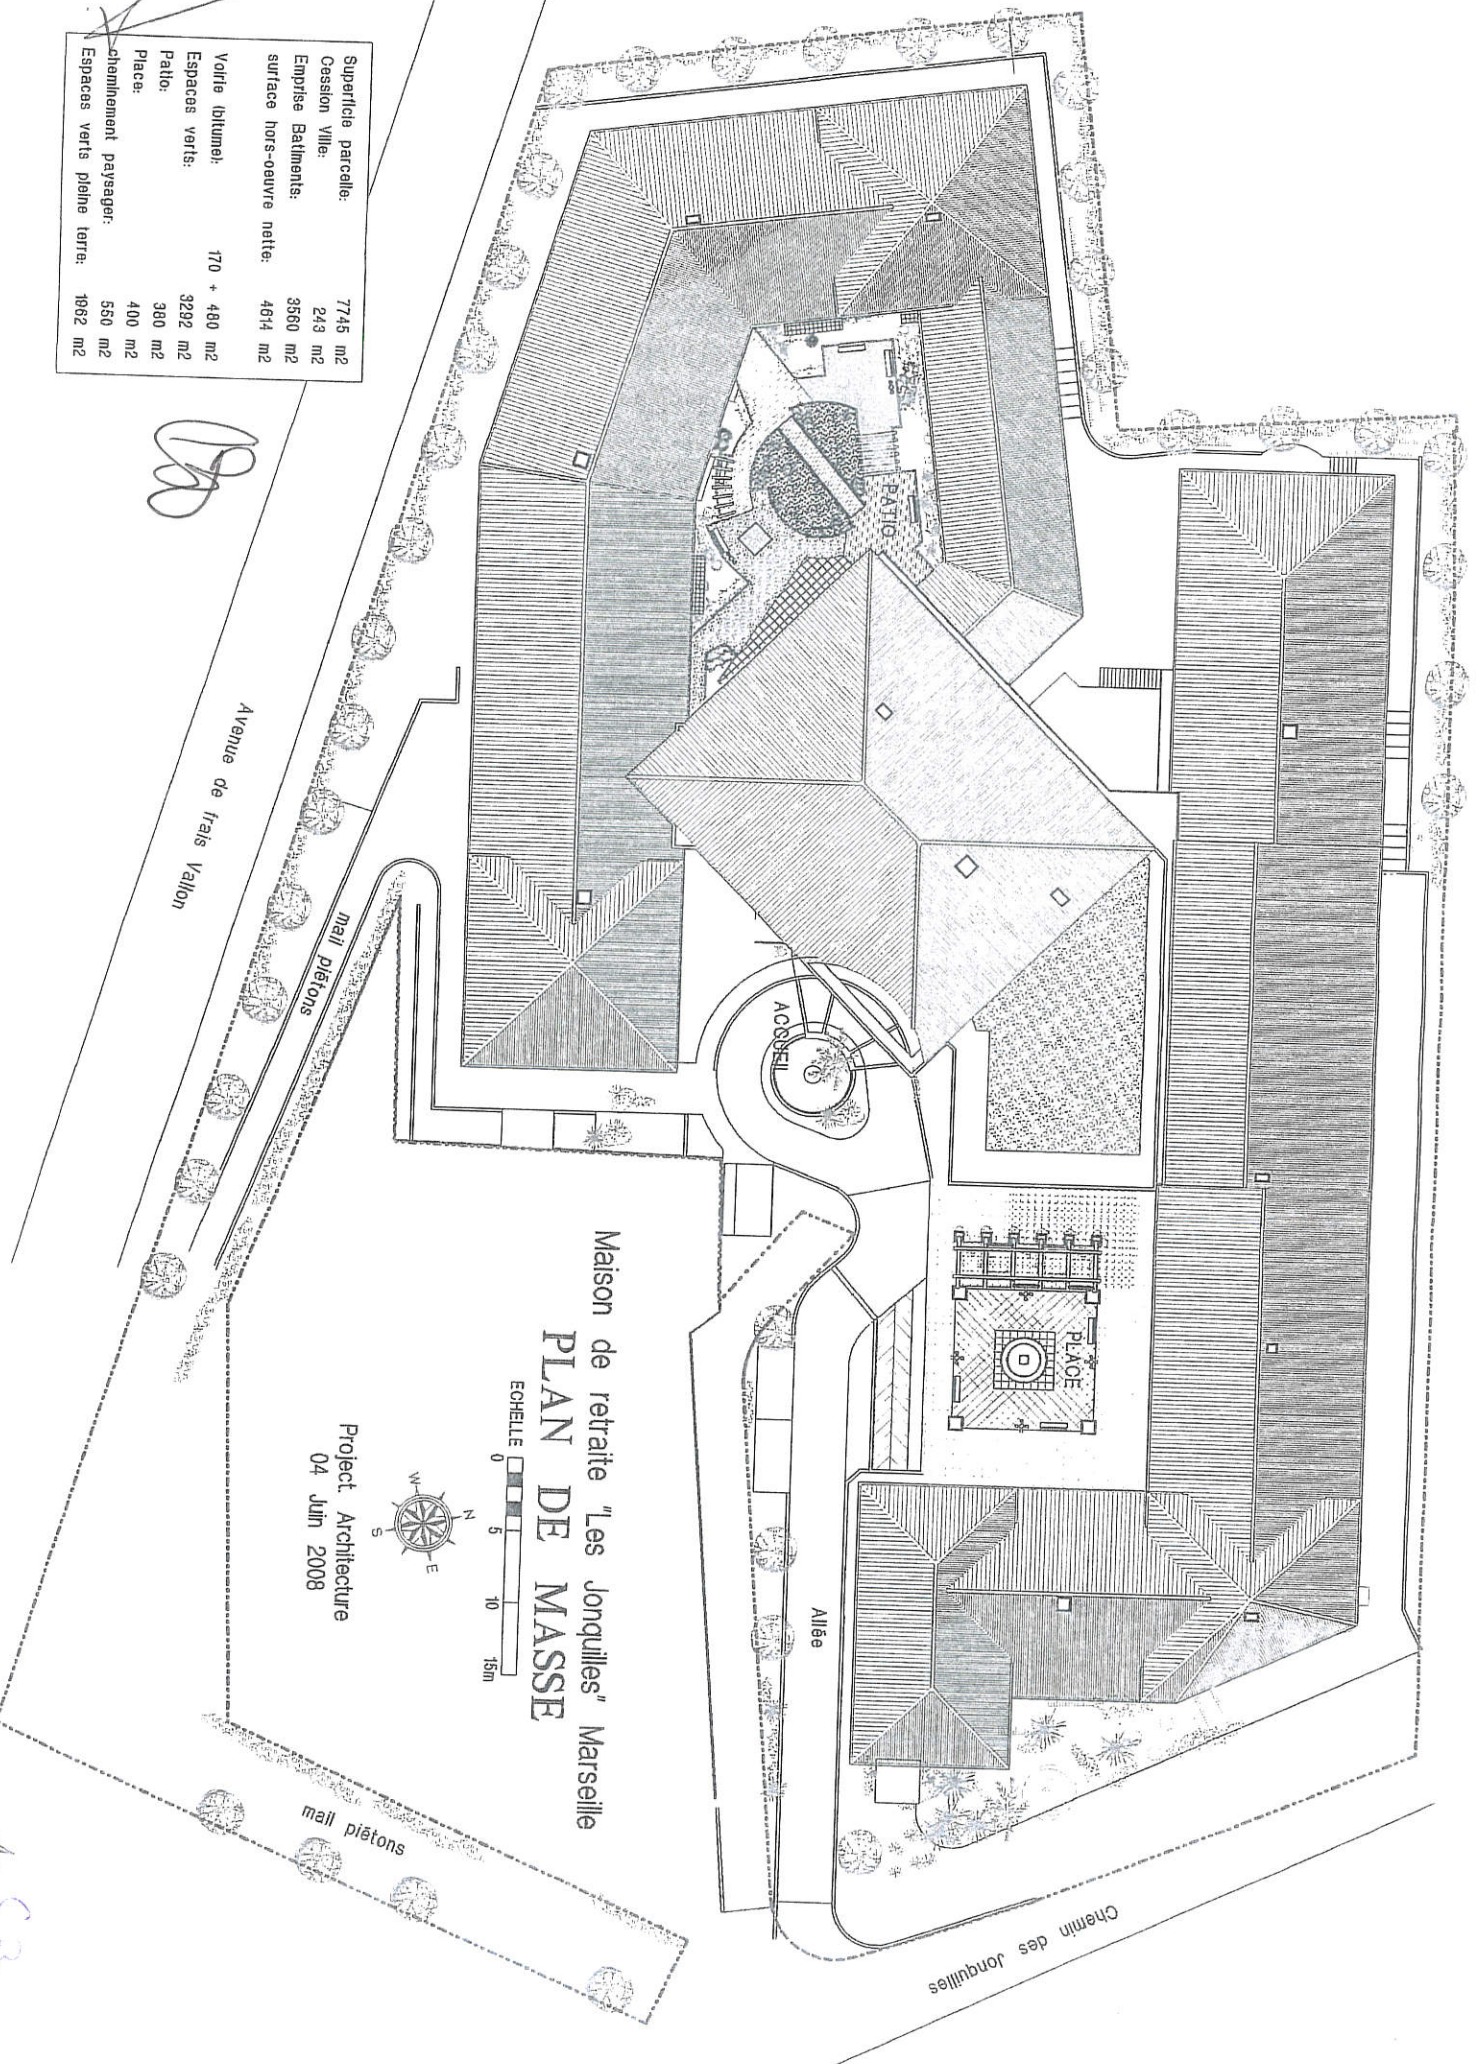 Superficie parcelle: 7745 m2
Cession Ville: 243 m2
Emprise Batiments: 3560 m2
surface hors-oeuvre nette: 4614 m2
Voirie (bitume): 170 + 480 m2
Espaces verts: 3292 m2
Patio: 380 m2
Place: 400 m2
cheminement paysager: 550 m2
Espaces verts pleine terre: 1962 m2
PATIO
Avenue de frais Vallon
mail piétons
ACCUEIL
PLACE
Maison de retraite "Les Jonquilles" Marseille
PLAN DE MASSE
ECHELLE
0 5 10 15m
N
W E
S
Project. Architecture
04 Juin 2008
Allée
mail piétons
Chemin des Jonquilles